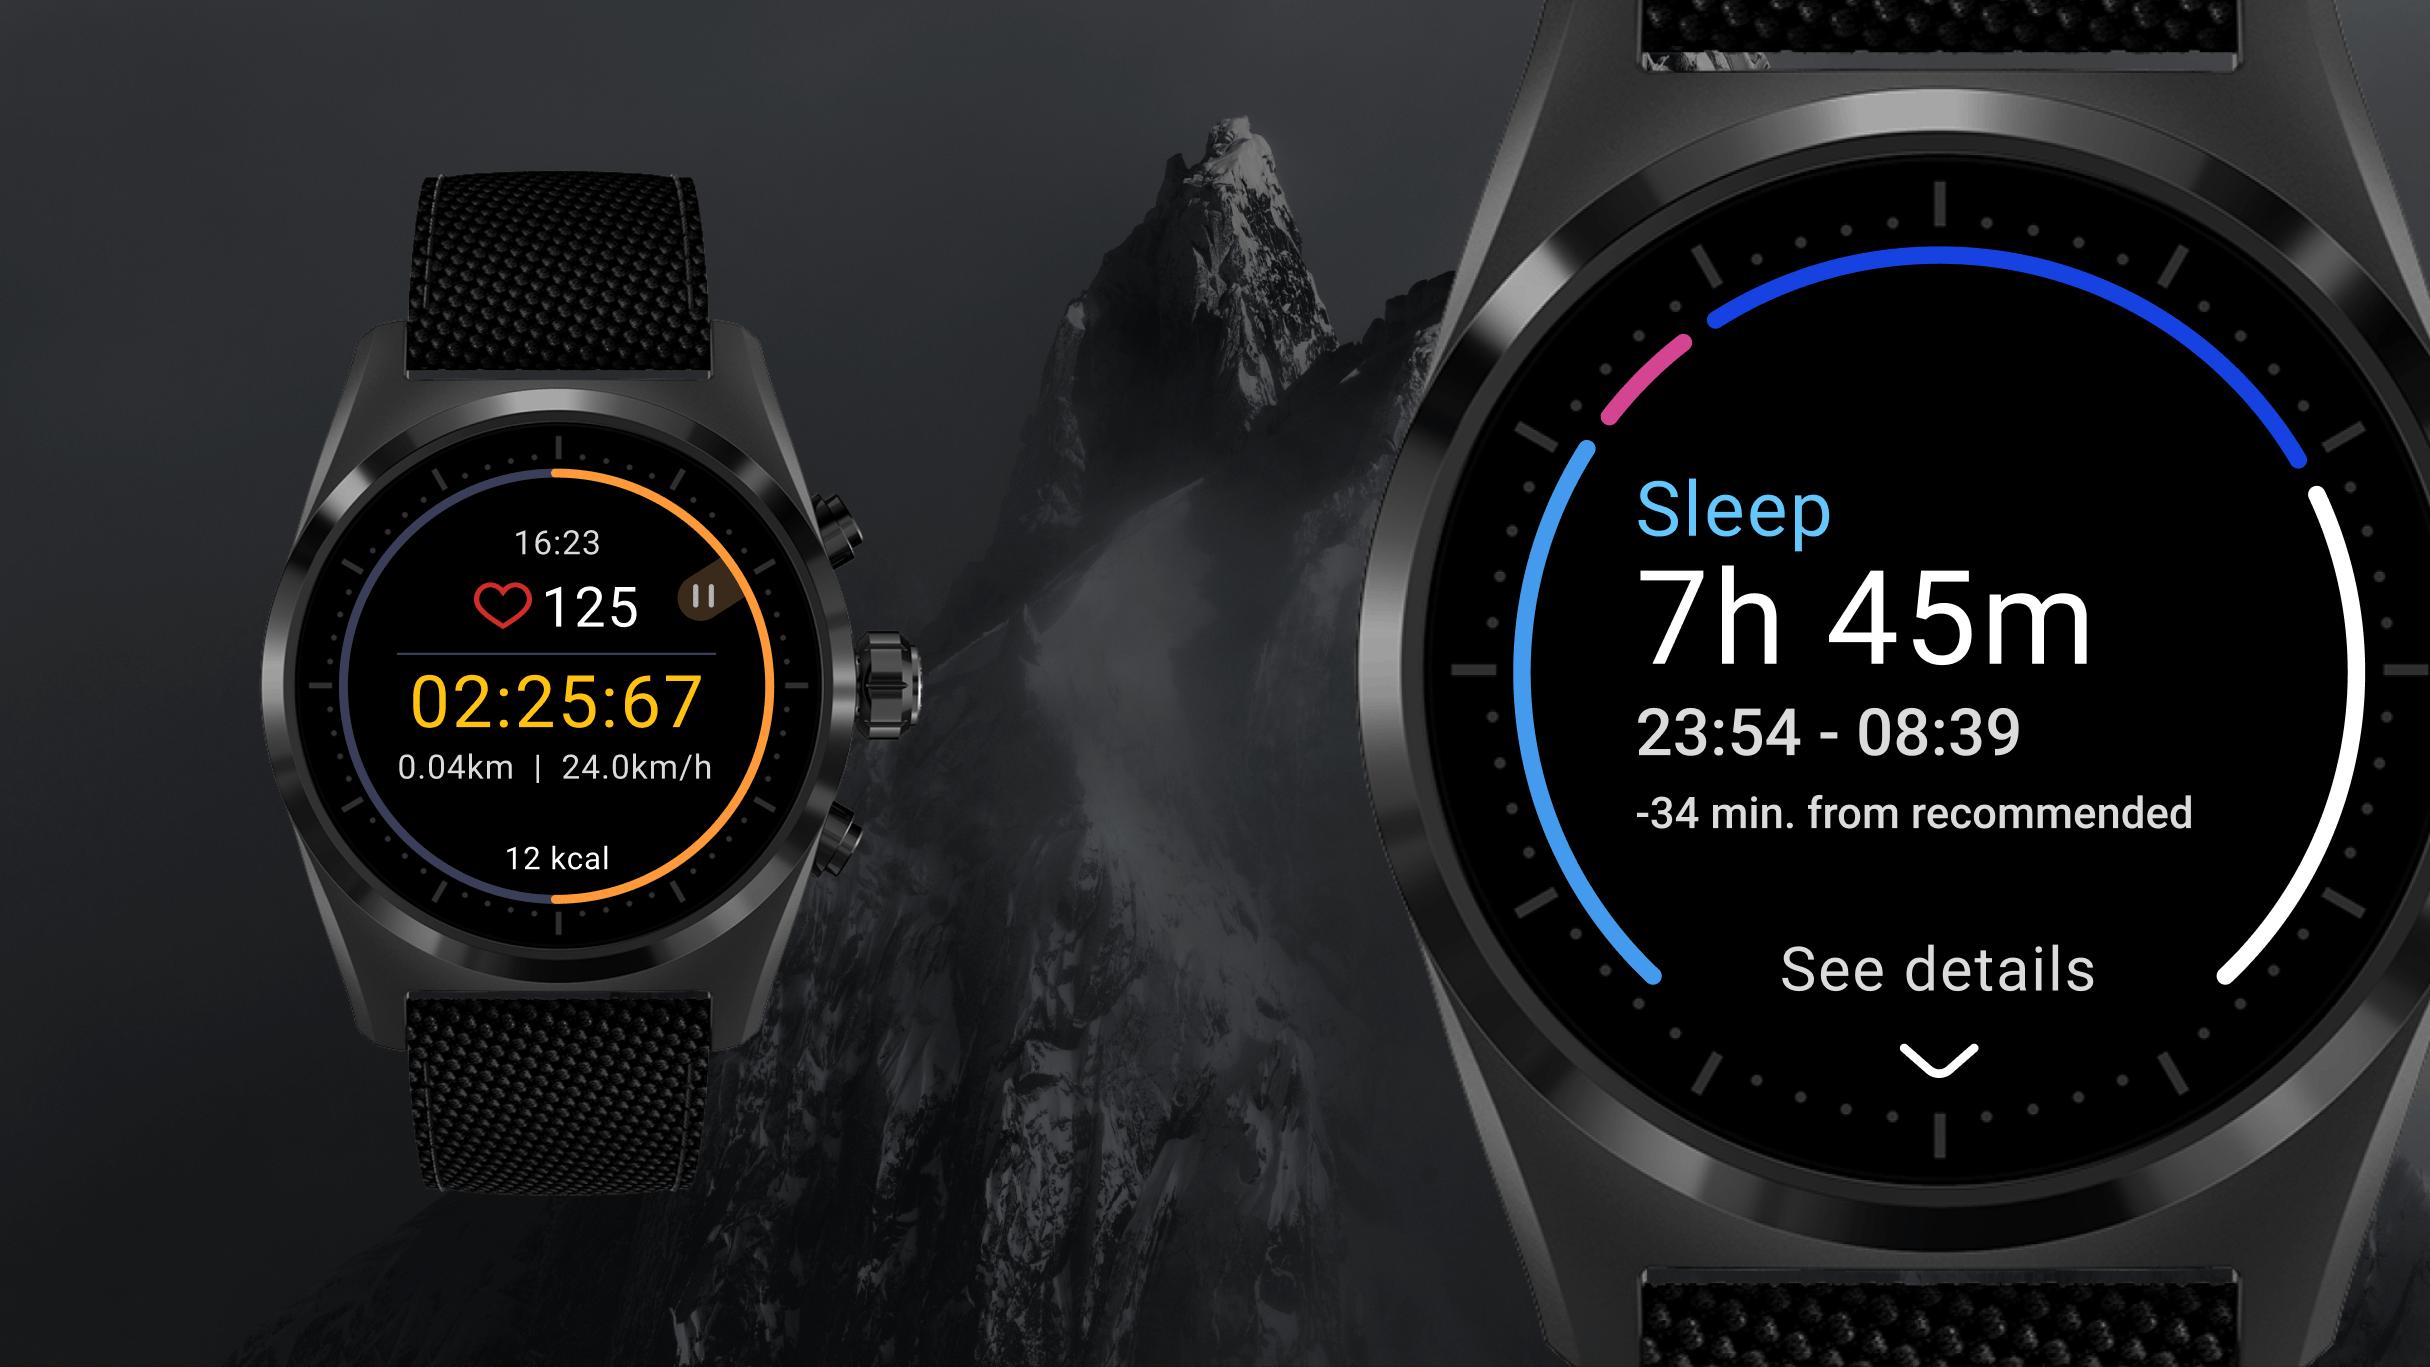 16:23
125
02:25:67
0.04km | 24.0km/h
12 kcal
Sleep
7h 45m
23:54 - 08:39
-34 min. from recommended
See details